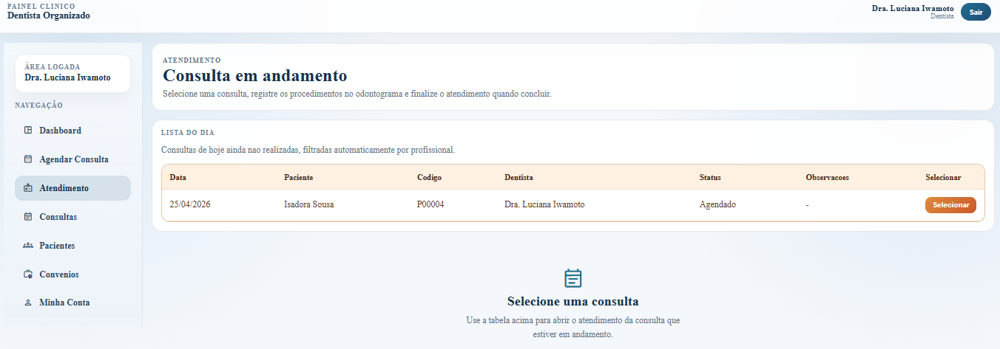 PAINEL CLINICO
Dentista Organizado
Dra. Luciana Iwamoto
Dentista
Sair
ÁREA LOGADA
Dra. Luciana Iwamoto
NAVEGAÇÃO
Dashboard
Agendar Consulta
Atendimento
Consultas
Pacientes
Convenios
Minha Conta
ATENDIMENTO
Consulta em andamento
Selecione uma consulta, registre os procedimentos no odontograma e finalize o atendimento quando concluir.
LISTA DO DIA
Consultas de hoje ainda nao realizadas, filtradas automaticamente por profissional.
Data Paciente Codigo Dentista Status Observacoes Selecionar
25/04/2026 Isadora Sousa P00004 Dra. Luciana Iwamoto Agendado - Selecionar
Selecione uma consulta
Use a tabela acima para abrir o atendimento da consulta que
estiver em andamento.